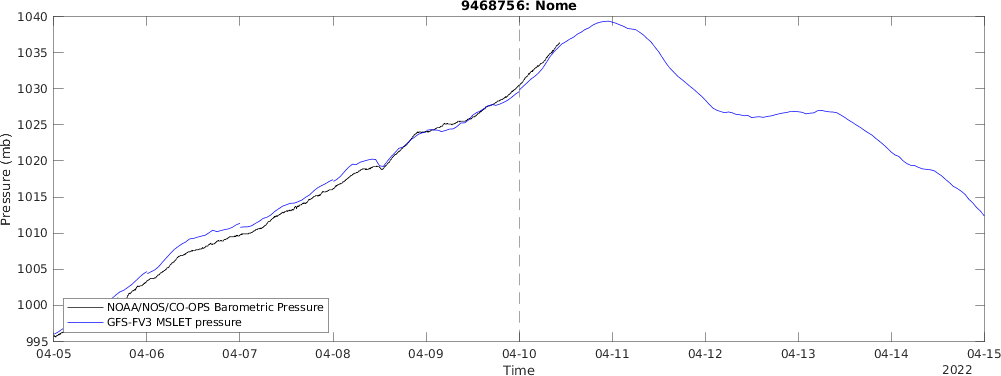 9468756: Nome
1040
1035
1030
1025
1020
1015
1010
1005
1000
995
Pressure (mb)
NOAA/NOS/CO-OPS Barometric Pressure
GFS-FV3 MSLET pressure
04-05 04-06 04-07 04-08 04-09 04-10 04-11 04-12 04-13 04-14 04-15
Time
2022